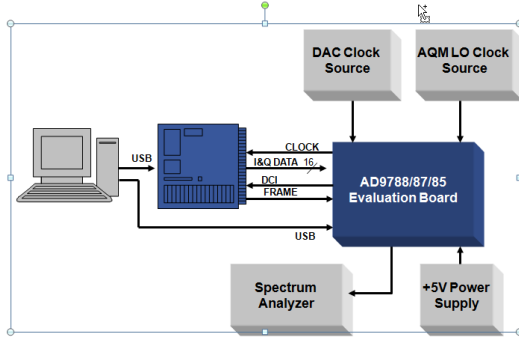 DAC Clock
Source
AQM LO Clock
Source
USB
CLOCK
I&Q DATA 16
DCI
FRAME
AD9788/87/85
Evaluation Board
USB
Spectrum
Analyzer
+5V Power
Supply